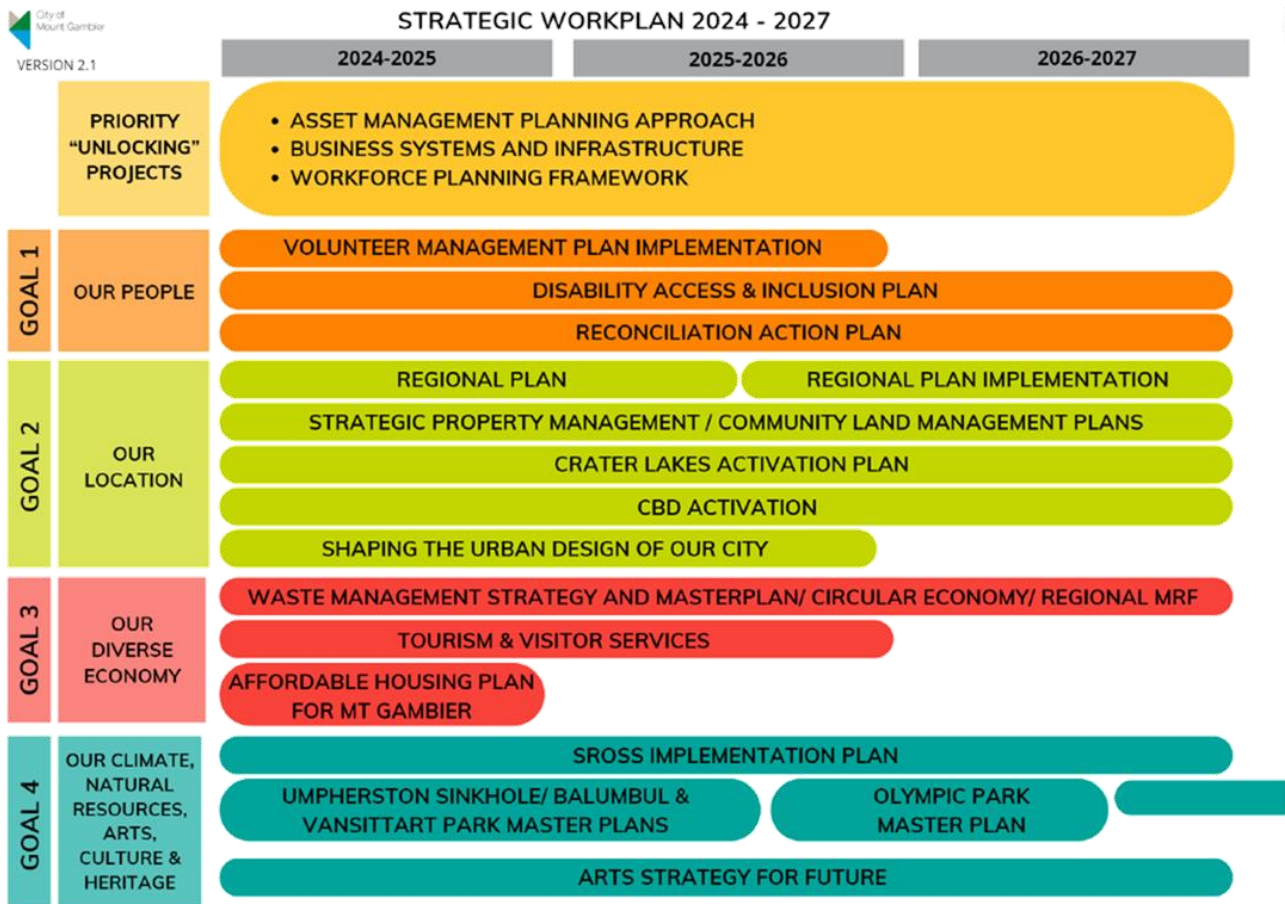 City of
Mount Gambier
VERSION 2.1
STRATEGIC WORKPLAN 2024 - 2027
2024-2025
2025-2026
2026-2027
PRIORITY
“UNLOCKING”
PROJECTS
• ASSET MANAGEMENT PLANNING APPROACH
• BUSINESS SYSTEMS AND INFRASTRUCTURE
• WORKFORCE PLANNING FRAMEWORK
GOAL 1
OUR PEOPLE
VOLUNTEER MANAGEMENT PLAN IMPLEMENTATION
DISABILITY ACCESS & INCLUSION PLAN
RECONCILIATION ACTION PLAN
GOAL 2
OUR
LOCATION
REGIONAL PLAN
REGIONAL PLAN IMPLEMENTATION
STRATEGIC PROPERTY MANAGEMENT / COMMUNITY LAND MANAGEMENT PLANS
CRATER LAKES ACTIVATION PLAN
CBD ACTIVATION
SHAPING THE URBAN DESIGN OF OUR CITY
GOAL 3
OUR
DIVERSE
ECONOMY
WASTE MANAGEMENT STRATEGY AND MASTERPLAN/ CIRCULAR ECONOMY/ REGIONAL MRF
TOURISM & VISITOR SERVICES
AFFORDABLE HOUSING PLAN
FOR MT GAMBIER
GOAL 4
OUR CLIMATE,
NATURAL
RESOURCES,
ARTS,
CULTURE &
HERITAGE
SROSS IMPLEMENTATION PLAN
UMPHERSTON SINKHOLE/ BALUMBUL &
VANSITTART PARK MASTER PLANS
OLYMPIC PARK
MASTER PLAN
ARTS STRATEGY FOR FUTURE